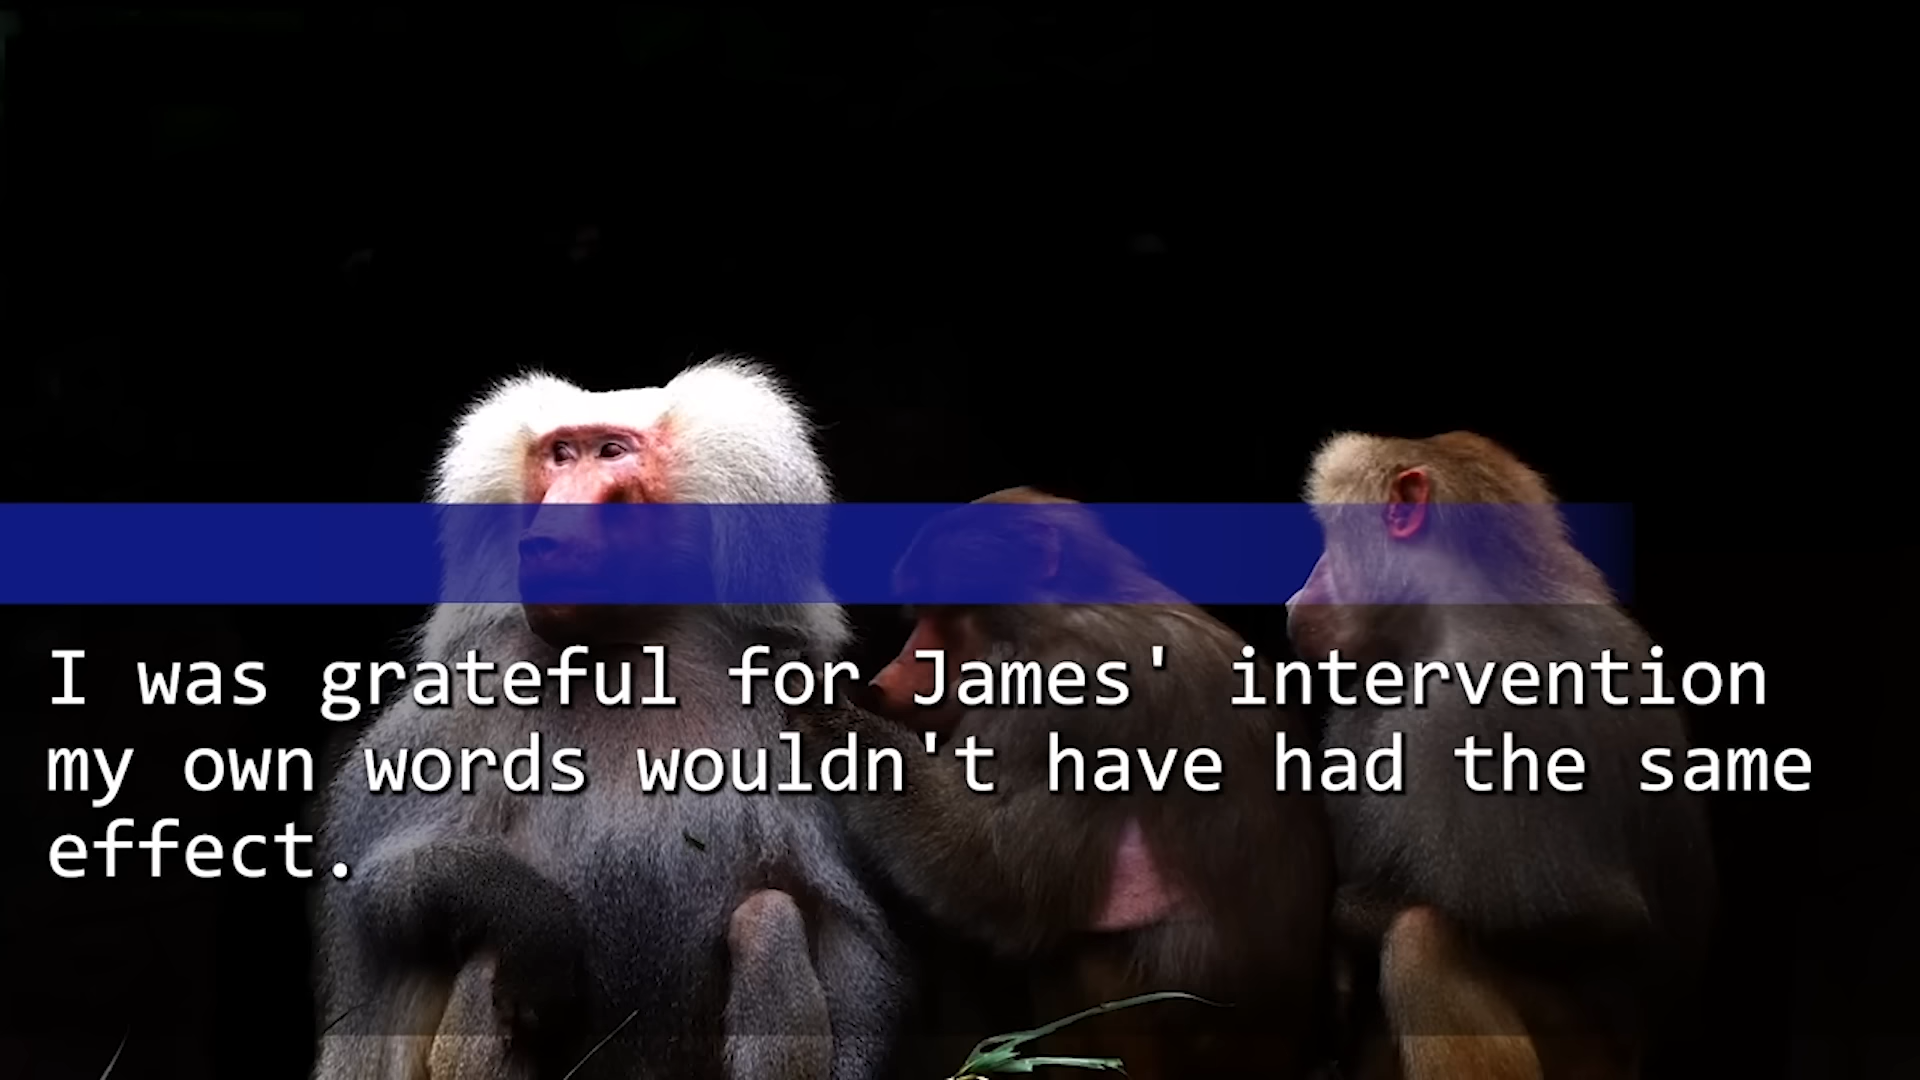 I was grateful for James' intervention
my own words wouldn't have had the same
effect.